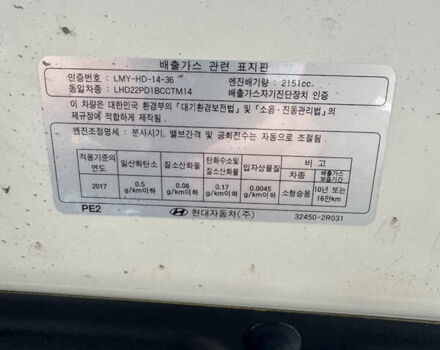 배출가스 관련 표지판
인증번호: LMY-HD-14-36 엔진배기량: 2151cc.
동일차종: LHD22PD1BCCTM14 배출가스자기진단장치 인증
이 차량은 대한민국 환경부의 「대기환경보전법」 및 「소음·진동관리법」의
제규정에 적합하게 제작됨.
엔진조정명세: 분사시기, 밸브간격 및 공회전수는 자동으로 조절됨.
적용기준의 연도 일산화탄소 질소산화물 탄화수소및 질소산화물 입자상물질 비고
차종 배출가스 보증기간
2017 0.5 g/km이하 0.08 g/km이하 0.17 g/km이하 0.0045 g/km이하 소형승용 10년 또는 16만km
PE2 현대자동차(주) 32450-2R031